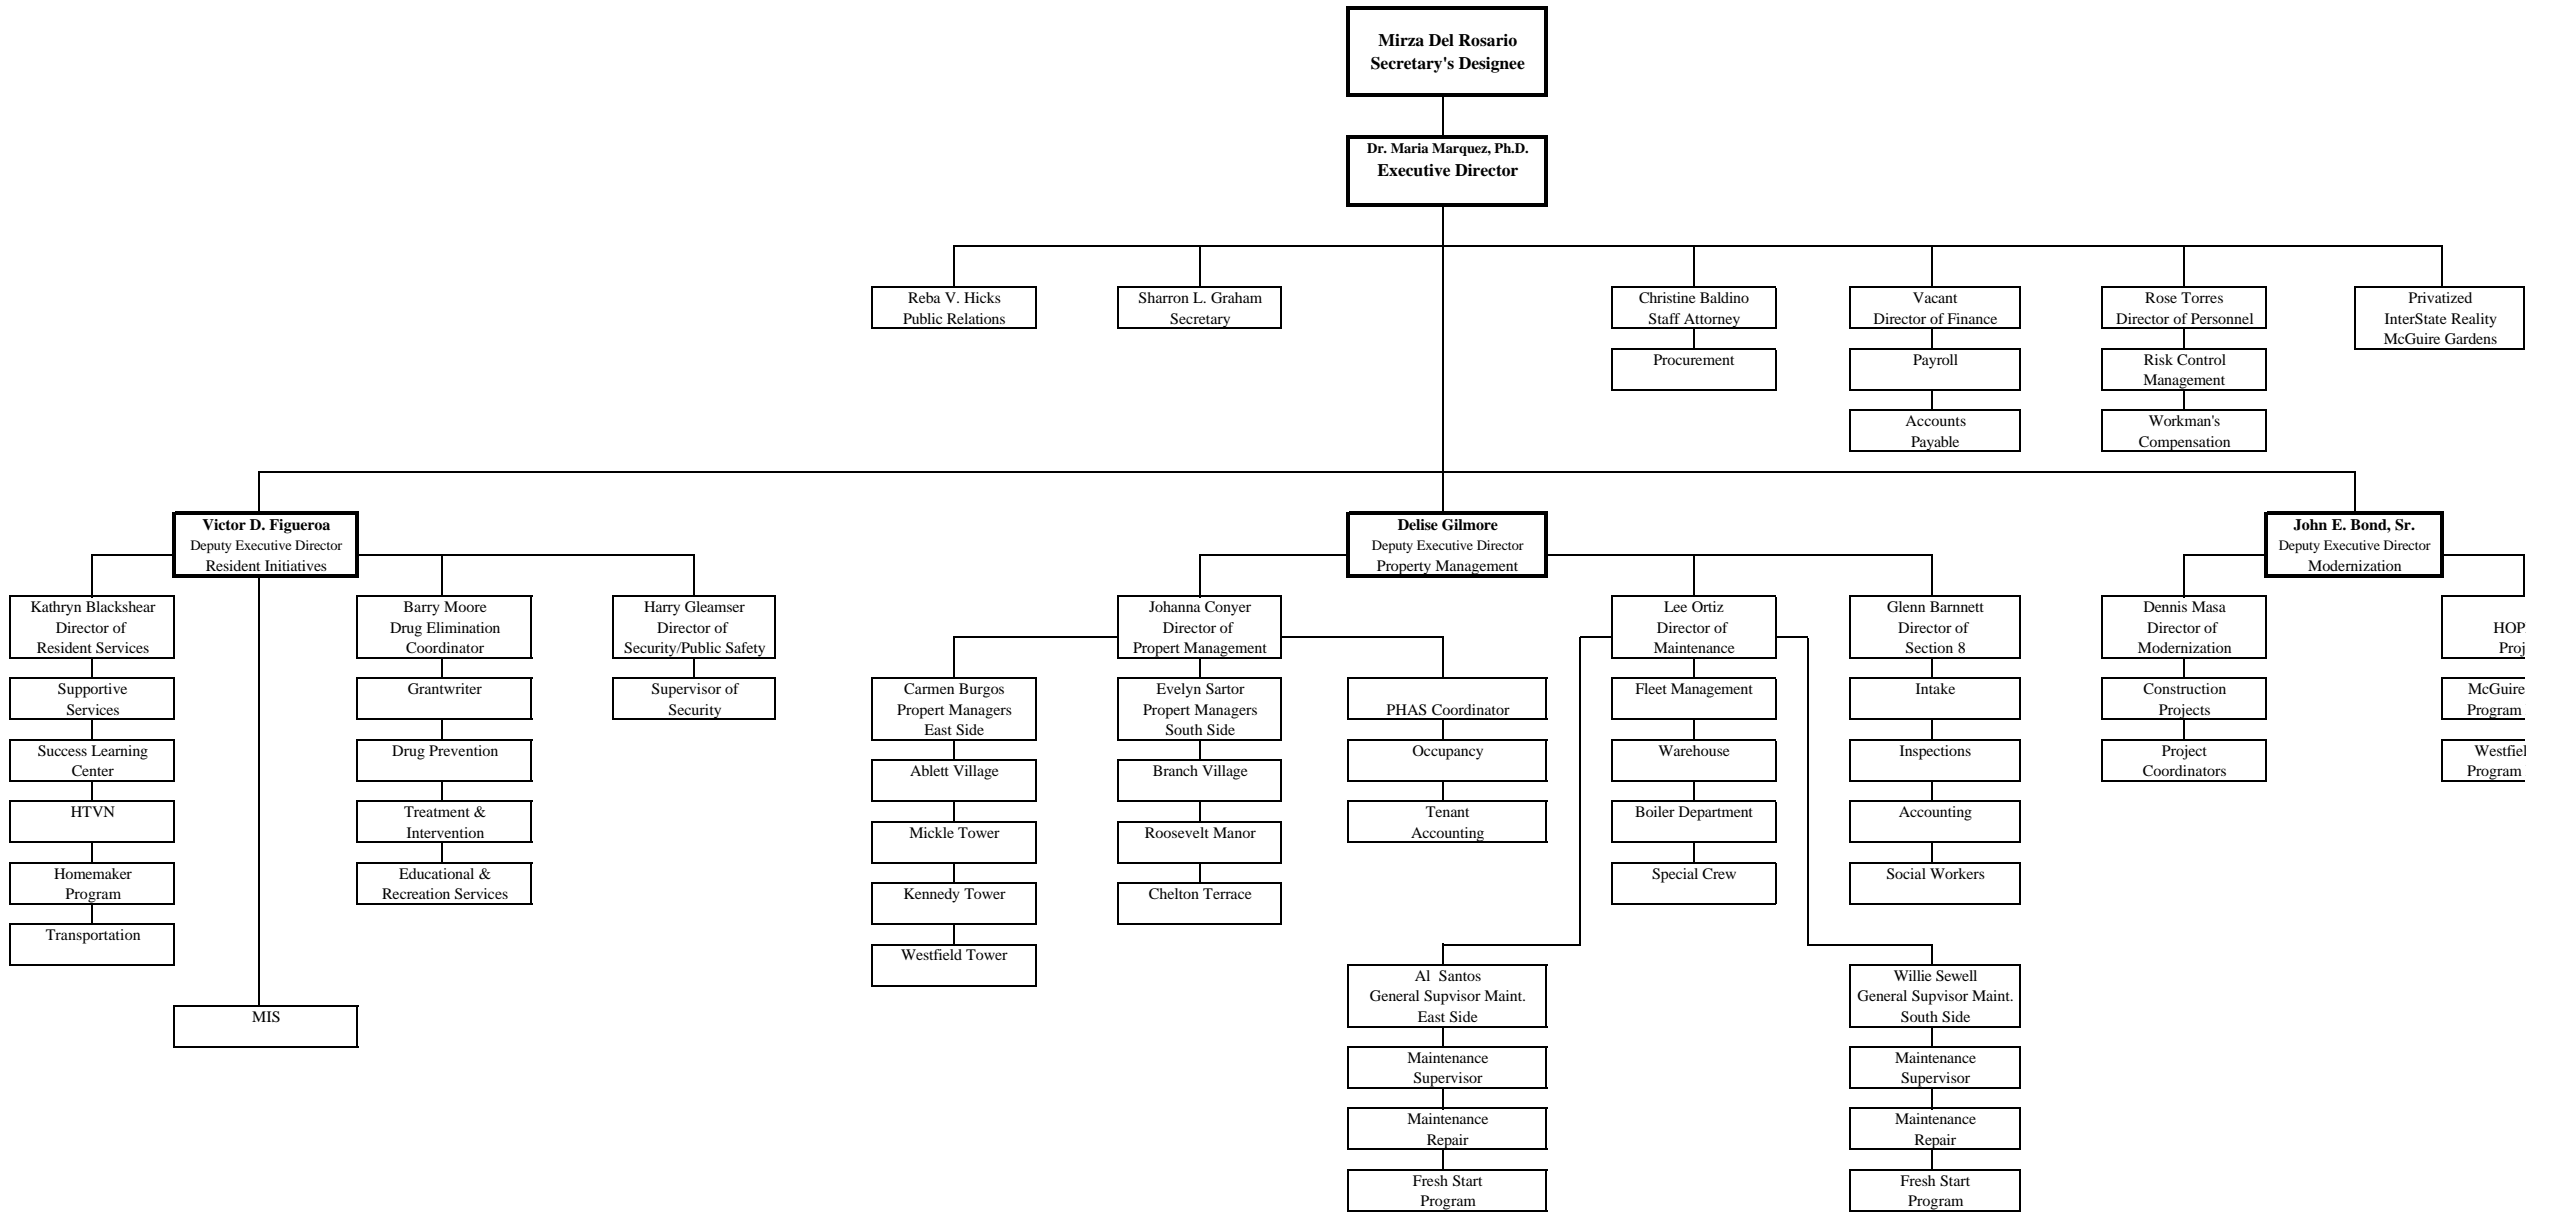 Mirza Del Rosario
Secretary's Designee
Dr. Maria Marquez, Ph.D.
Executive Director
Reba V. Hicks
Public Relations
Sharron L. Graham
Secretary
Christine Baldino
Staff Attorney
Procurement
Vacant
Director of Finance
Payroll
Accounts
Payable
Rose Torres
Director of Personnel
Risk Control
Management
Workman's
Compensation
Privatized
InterState Reality
McGuire Gardens
Victor D. Figueroa
Deputy Executive Director
Resident Initiatives
Kathryn Blackshear
Director of
Resident Services
Supportive
Services
Success Learning
Center
HTVN
Homemaker
Program
Transportation
MIS
Barry Moore
Drug Elimination
Coordinator
Grantwriter
Drug Prevention
Treatment &
Intervention
Educational &
Recreation Services
Harry Gleamser
Director of
Security/Public Safety
Supervisor of
Security
Delise Gilmore
Deputy Executive Director
Property Management
Johanna Conyer
Director of
Propert Management
Carmen Burgos
Propert Managers
East Side
Ablett Village
Mickle Tower
Kennedy Tower
Westfield Tower
Evelyn Sartor
Propert Managers
South Side
Branch Village
Roosevelt Manor
Chelton Terrace
PHAS Coordinator
Occupancy
Tenant
Accounting
Lee Ortiz
Director of
Maintenance
Fleet Management
Warehouse
Boiler Department
Special Crew
Al  Santos
General Supvisor Maint.
East Side
Maintenance
Supervisor
Maintenance
Repair
Fresh Start
Program
Willie Sewell
General Supvisor Maint.
South Side
Maintenance
Supervisor
Maintenance
Repair
Fresh Start
Program
Glenn Barnnett
Director of
Section 8
Intake
Inspections
Accounting
Social Workers
John E. Bond, Sr.
Deputy Executive Director
Modernization
Dennis Masa
Director of
Modernization
Construction
Projects
Project
Coordinators
McGuire
Program
Program